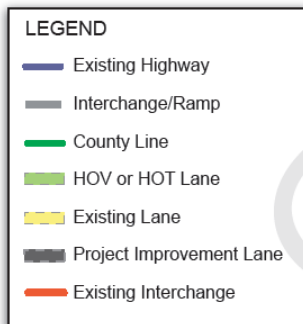 LEGEND
Existing Highway
Interchange/Ramp
County Line
HOV or HOT Lane
Existing Lane
Project Improvement Lane
Existing Interchange